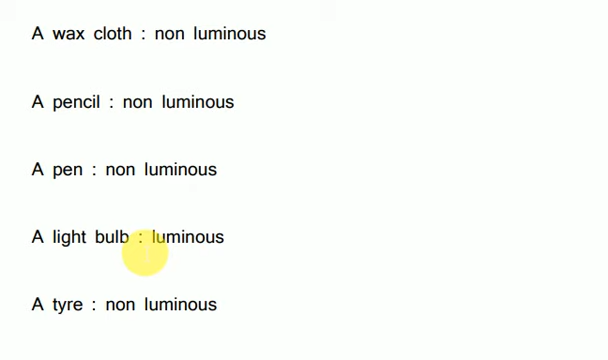 A wax cloth : non luminous
A pencil : non luminous
A pen : non luminous
A light bulb : luminous
A tyre : non luminous